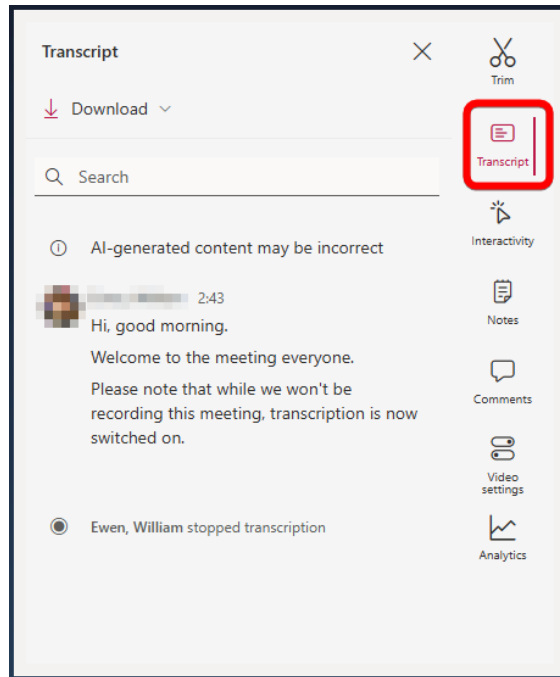 Transcript
Trim
Download
Transcript
Search
Interactivity
AI-generated content may be incorrect
2:43
Notes
Hi, good morning.
Welcome to the meeting everyone.
Please note that while we won't be
recording this meeting, transcription is now
switched on.
Comments
Video
settings
Ewen, William stopped transcription
Analytics